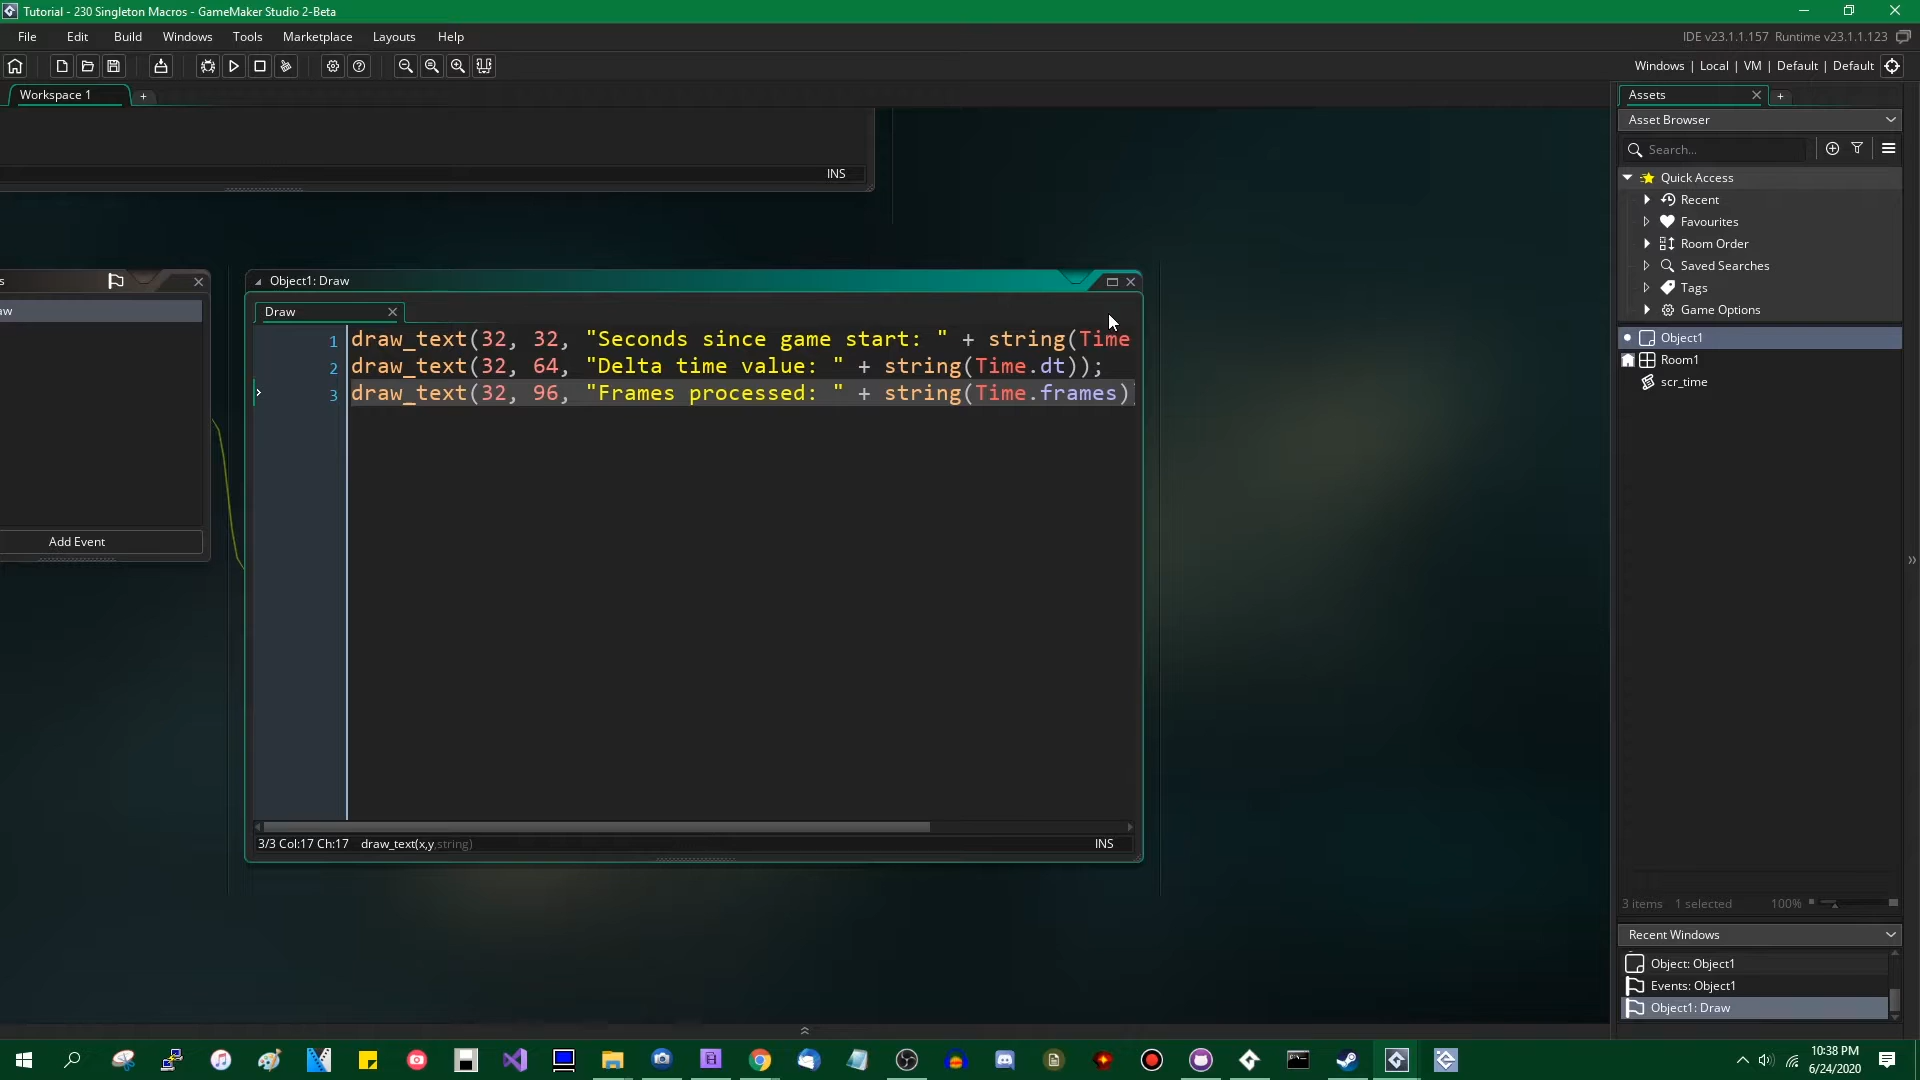 Tutorial - 230 Singleton Macros - GameMaker Studio 2-Beta
File Edit Build Windows Tools Marketplace Layouts Help
IDE v23.1.1.157 Runtime v23.1.1.123
Windows | Local | VM | Default | Default
Workspace 1
INS
s
aw
Add Event
Object1: Draw
Draw
1 draw_text(32, 32, "Seconds since game start: " + string(Time
2 draw_text(32, 64, "Delta time value: " + string(Time.dt));
3 draw_text(32, 96, "Frames processed: " + string(Time.frames)
3/3 Col:17 Ch:17 draw_text(x,y,string)
INS
Assets
Asset Browser
Search...
Quick Access
Recent
Favourites
Room Order
Saved Searches
Tags
Game Options
Object1
Room1
scr_time
3 items 1 selected 100%
Recent Windows
Object: Object1
Events: Object1
Object1: Draw
10:38 PM
6/24/2020